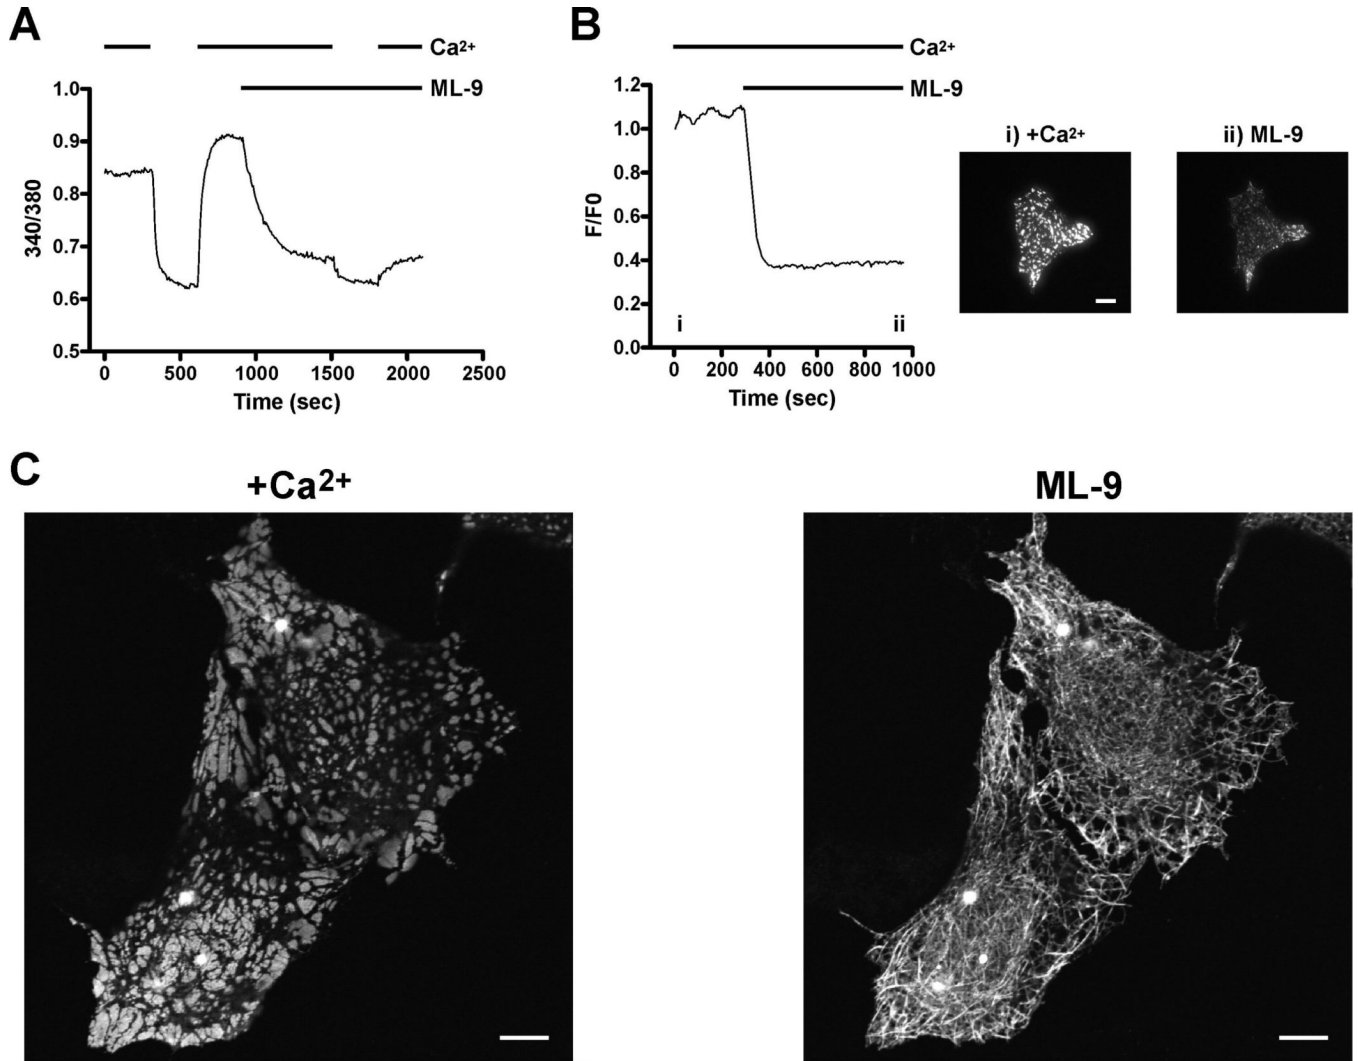 A
Ca2+
ML-9
1.0
0.9
0.8
0.7
0.6
0.5
340/380
0 500 1000 1500 2000 2500
Time (sec)
B
Ca2+
ML-9
1.2
1.0
0.8
0.6
0.4
0.2
0.0
F/F0
i ii
0 200 400 600 800 1000
Time (sec)
i) +Ca2+
ii) ML-9
C
+Ca2+
ML-9